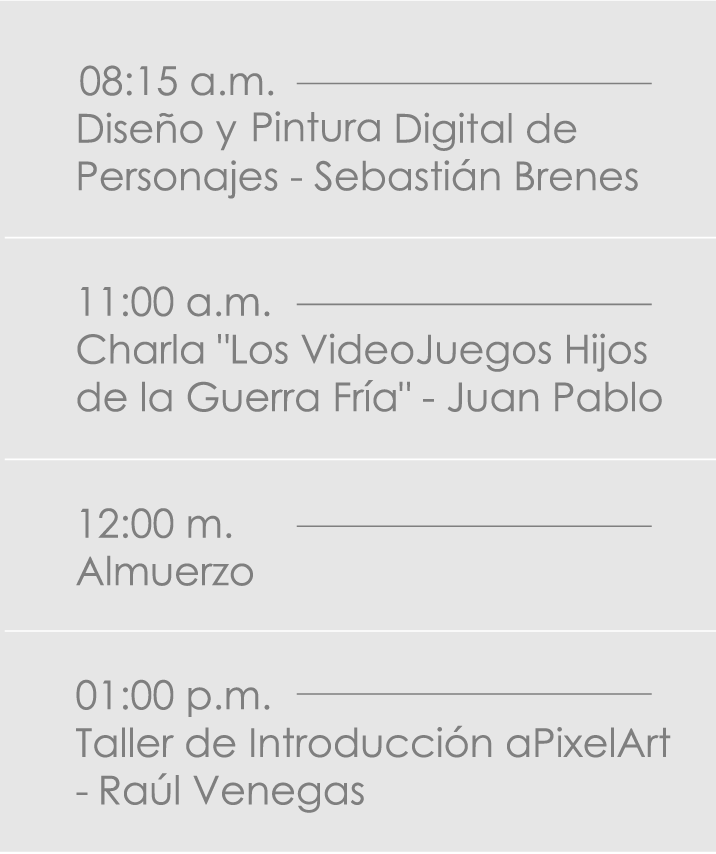 08:15 a.m.
Diseño y Pintura Digital de
Personajes - Sebastián Brenes
11:00 a.m.
Charla "Los VideoJuegos Hijos
de la Guerra Fría" - Juan Pablo
12:00 m.
Almuerzo
01:00 p.m.
Taller de Introducción aPixelArt
- Raúl Venegas